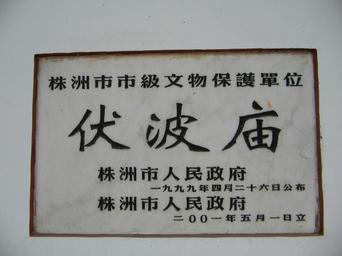 株洲市市級文物保護單位
伏波庙
株洲市人民政府
一九九九年四月二十六日公布
株洲市人民政府
二00一年五月一日立